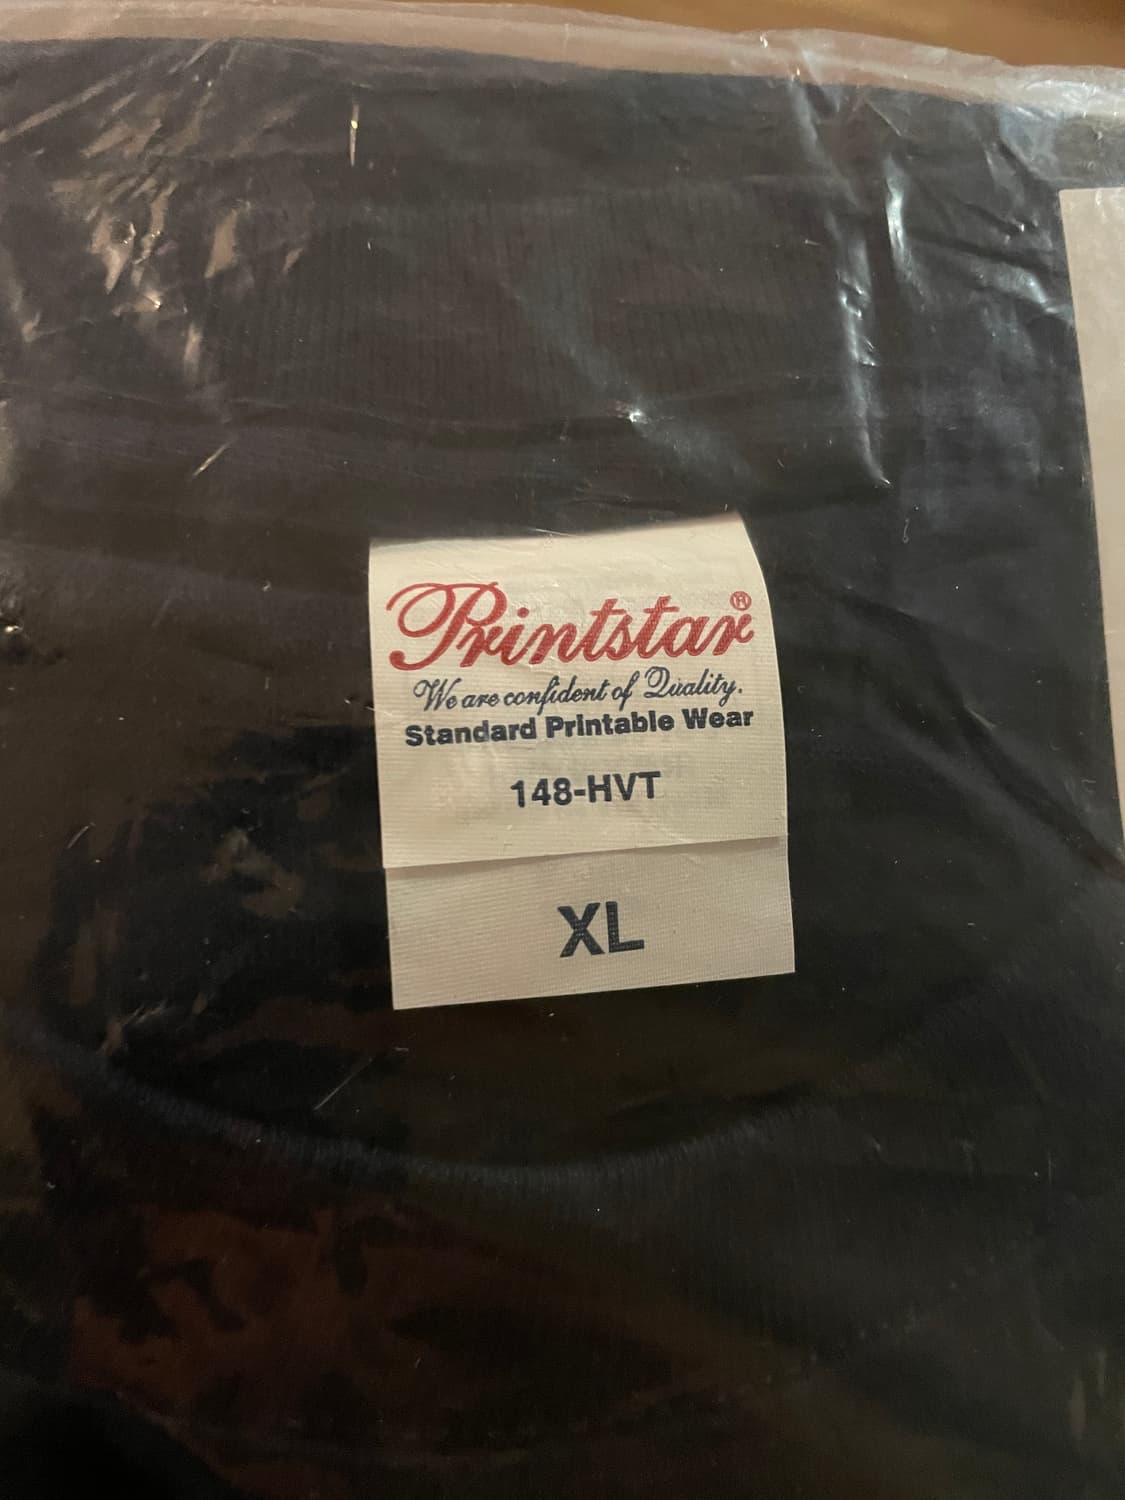 Printstar®
We are confident of Quality.
Standard Printable Wear
148-HVT
XL